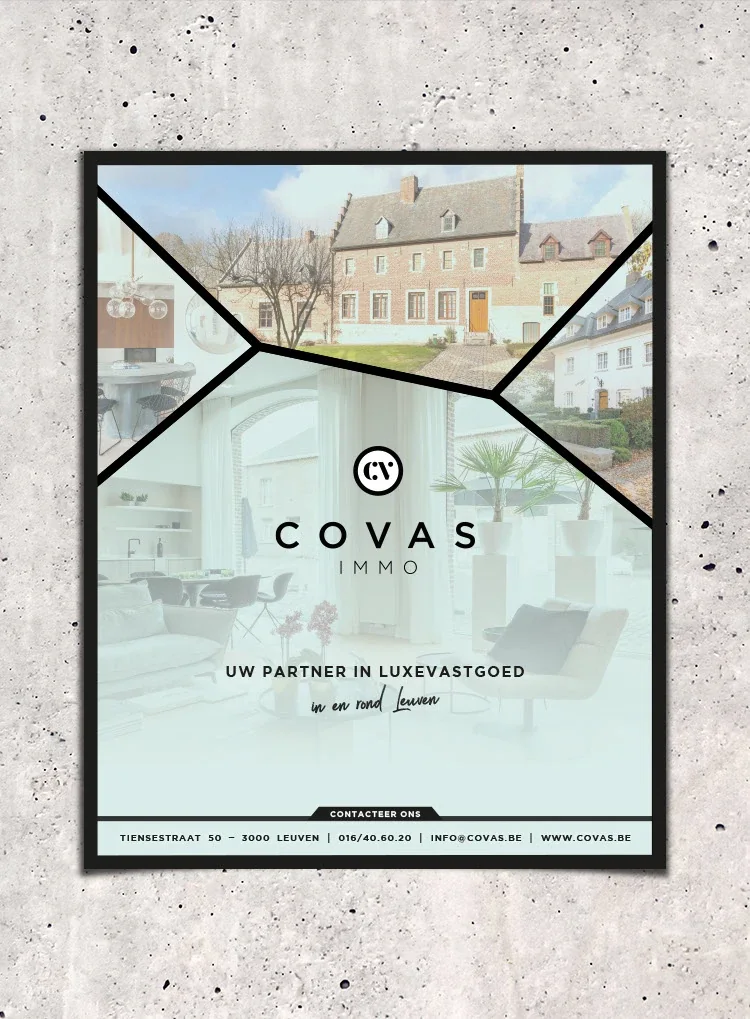 CV
COVAS
IMMO
UW PARTNER IN LUXEVASTGOED
in en rond Leuven
CONTACTEER ONS
TIENSESTRAAT 50 – 3000 LEUVEN | 016/40.60.20 | INFO@COVAS.BE | WWW.COVAS.BE